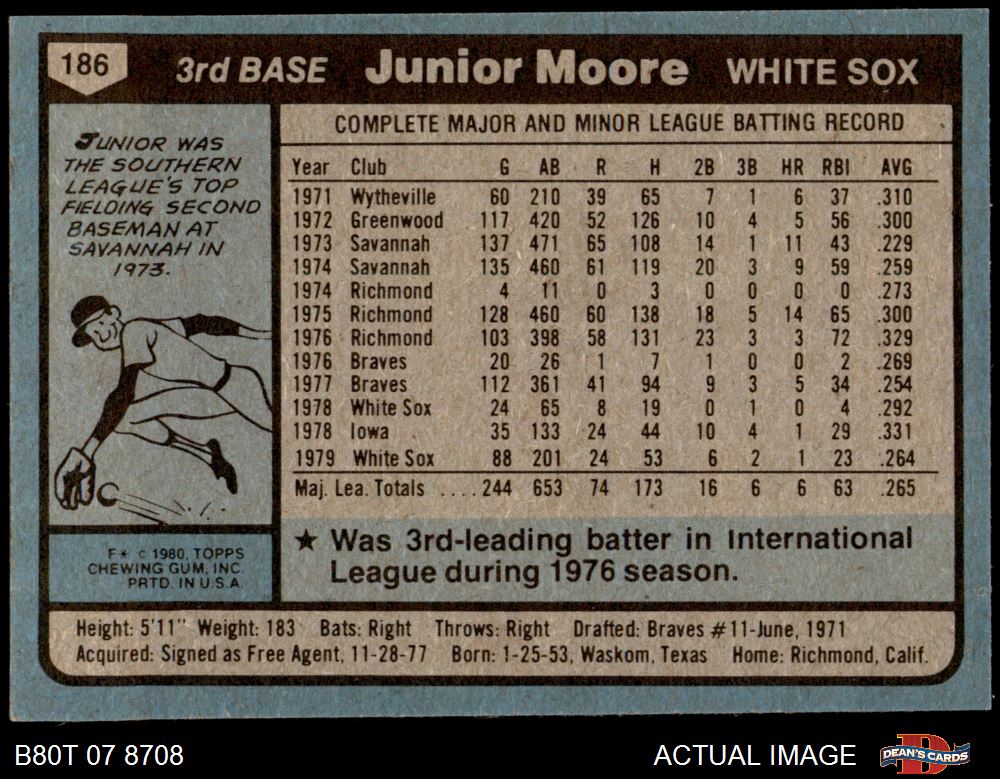 186
3rd BASE Junior Moore WHITE SOX
JUNIOR WAS
THE SOUTHERN
LEAGUE'S TOP
FIELDING SECOND
BASEMAN AT
SAVANNAH IN
1973.
COMPLETE MAJOR AND MINOR LEAGUE BATTING RECORD
Year Club G AB R H 2B 3B HR RBI AVG
1971 Wytheville 60 210 39 65 7 1 6 37 .310
1972 Greenwood 117 420 52 126 10 4 5 56 .300
1973 Savannah 137 471 65 108 14 1 11 43 .229
1974 Savannah 135 460 61 119 20 3 9 59 .259
1974 Richmond 4 11 0 3 0 0 0 0 .273
1975 Richmond 128 460 60 138 18 5 14 65 .300
1976 Richmond 103 398 58 131 23 3 3 72 .329
1976 Braves 20 26 1 7 1 0 0 2 .269
1977 Braves 112 361 41 94 9 3 5 34 .254
1978 White Sox 24 65 8 19 0 1 0 4 .292
1978 Iowa 35 133 24 44 10 4 1 29 .331
1979 White Sox 88 201 24 53 6 2 1 23 .264
Maj. Lea. Totals ....244 653 74 173 16 6 6 63 .265
★ Was 3rd-leading batter in International
League during 1976 season.
F* © 1980, TOPPS
CHEWING GUM, INC.
PRTD. IN U.S.A.
Height: 5'11" Weight: 183 Bats: Right Throws: Right Drafted: Braves #11-June, 1971
Acquired: Signed as Free Agent, 11-28-77 Born: 1-25-53, Waskom, Texas Home: Richmond, Calif.
B80T 07 8708 ACTUAL IMAGE
DEAN'S CARDS